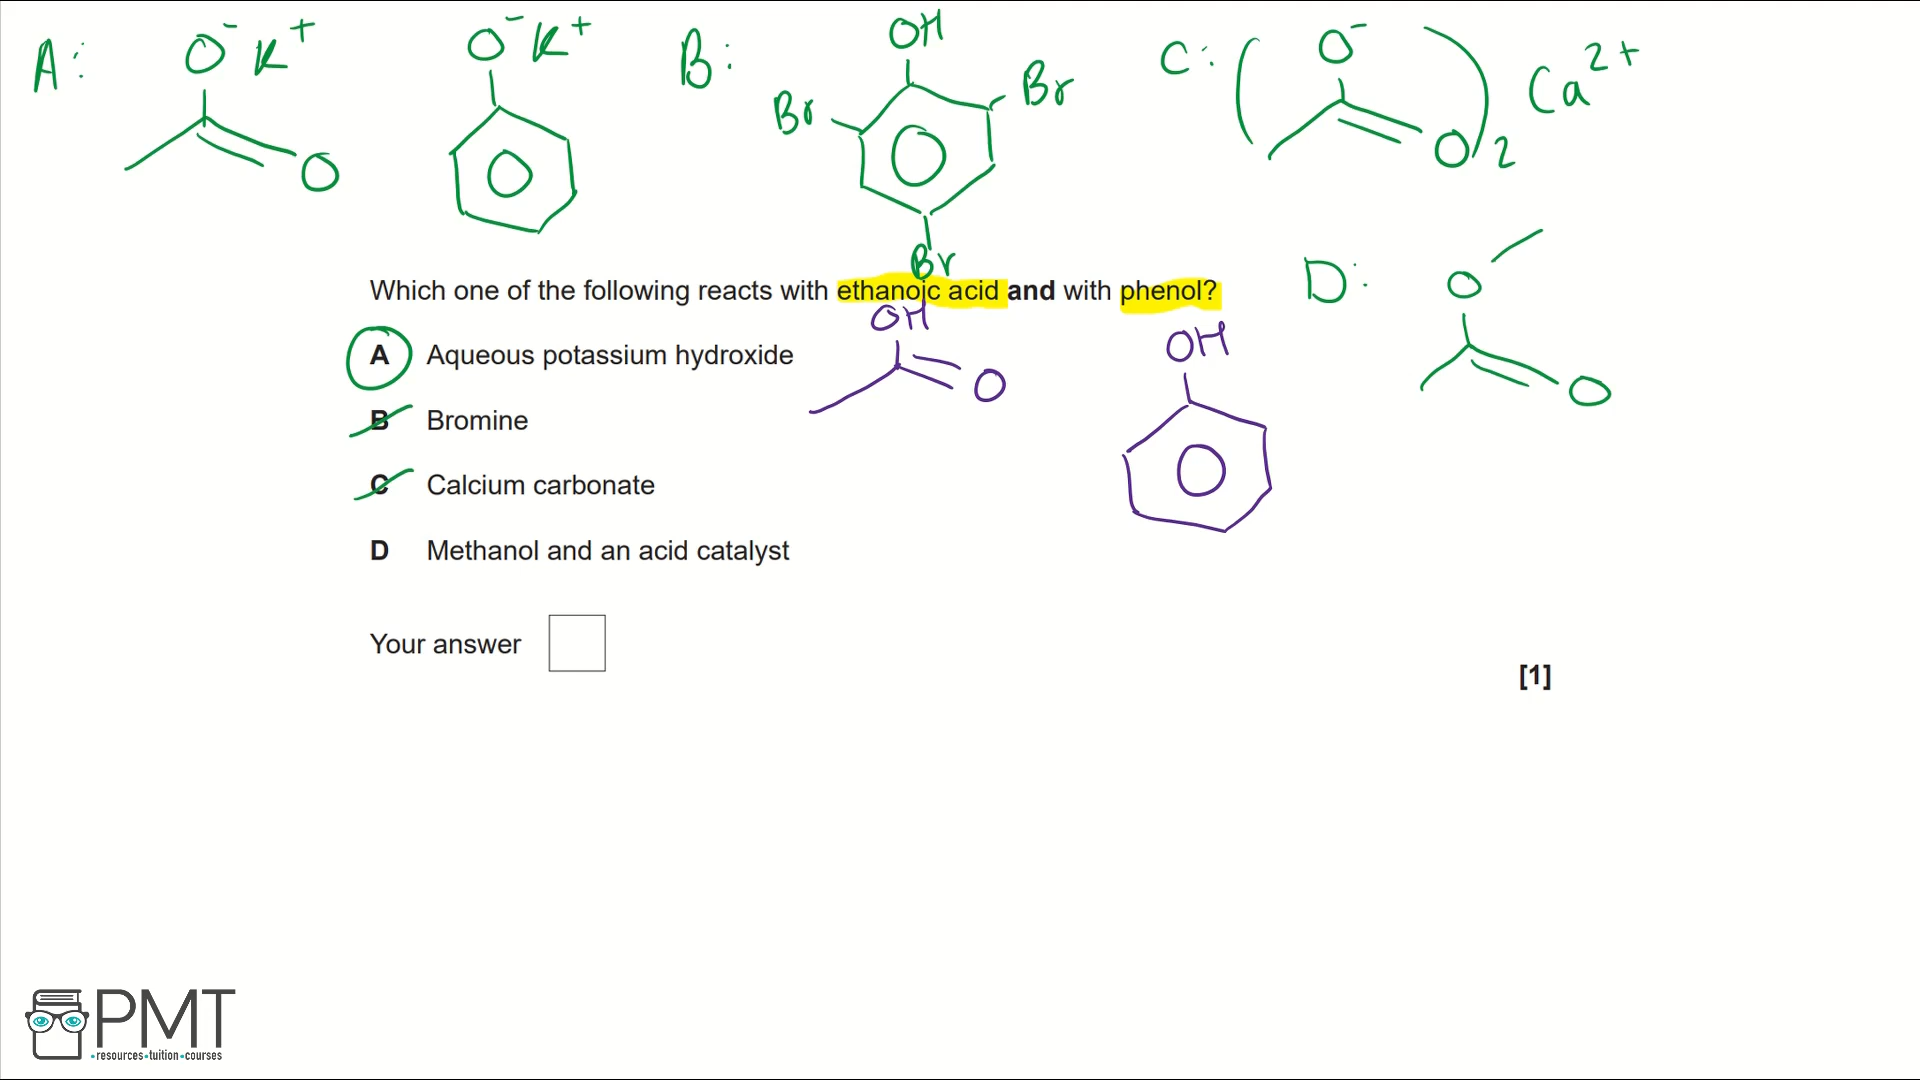 A: O⁻ K⁺ O⁻ K⁺ B: OH Br Br Br C: ( O⁻ O )₂ Ca²⁺
O
Which one of the following reacts with ethanoic acid and with phenol? D: O
OH OH
A Aqueous potassium hydroxide O O
B Bromine
C Calcium carbonate
D Methanol and an acid catalyst
Your answer
[1]
PMT
•resources•tuition•courses